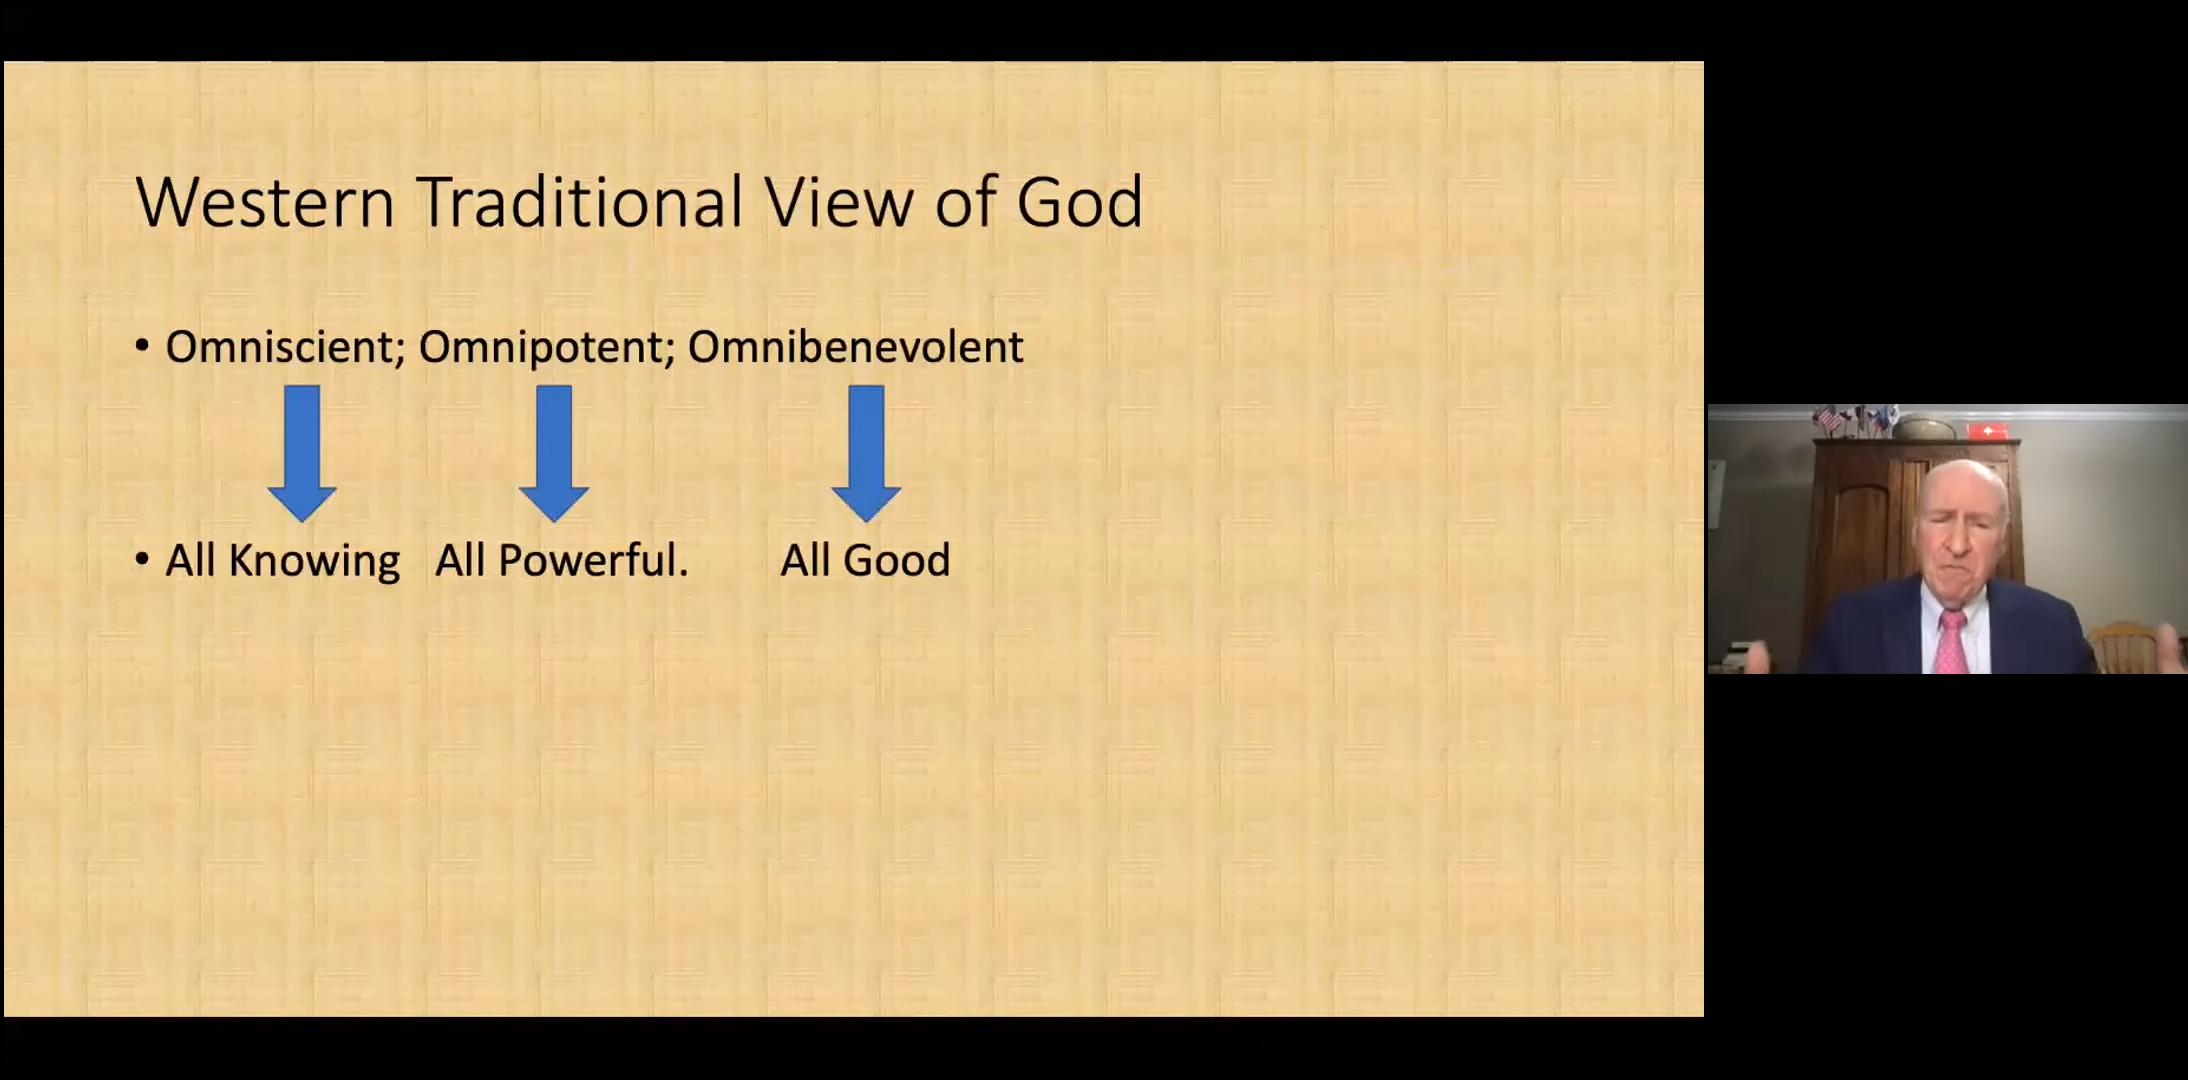 Western Traditional View of God
• Omniscient; Omnipotent; Omnibenevolent
• All Knowing All Powerful. All Good